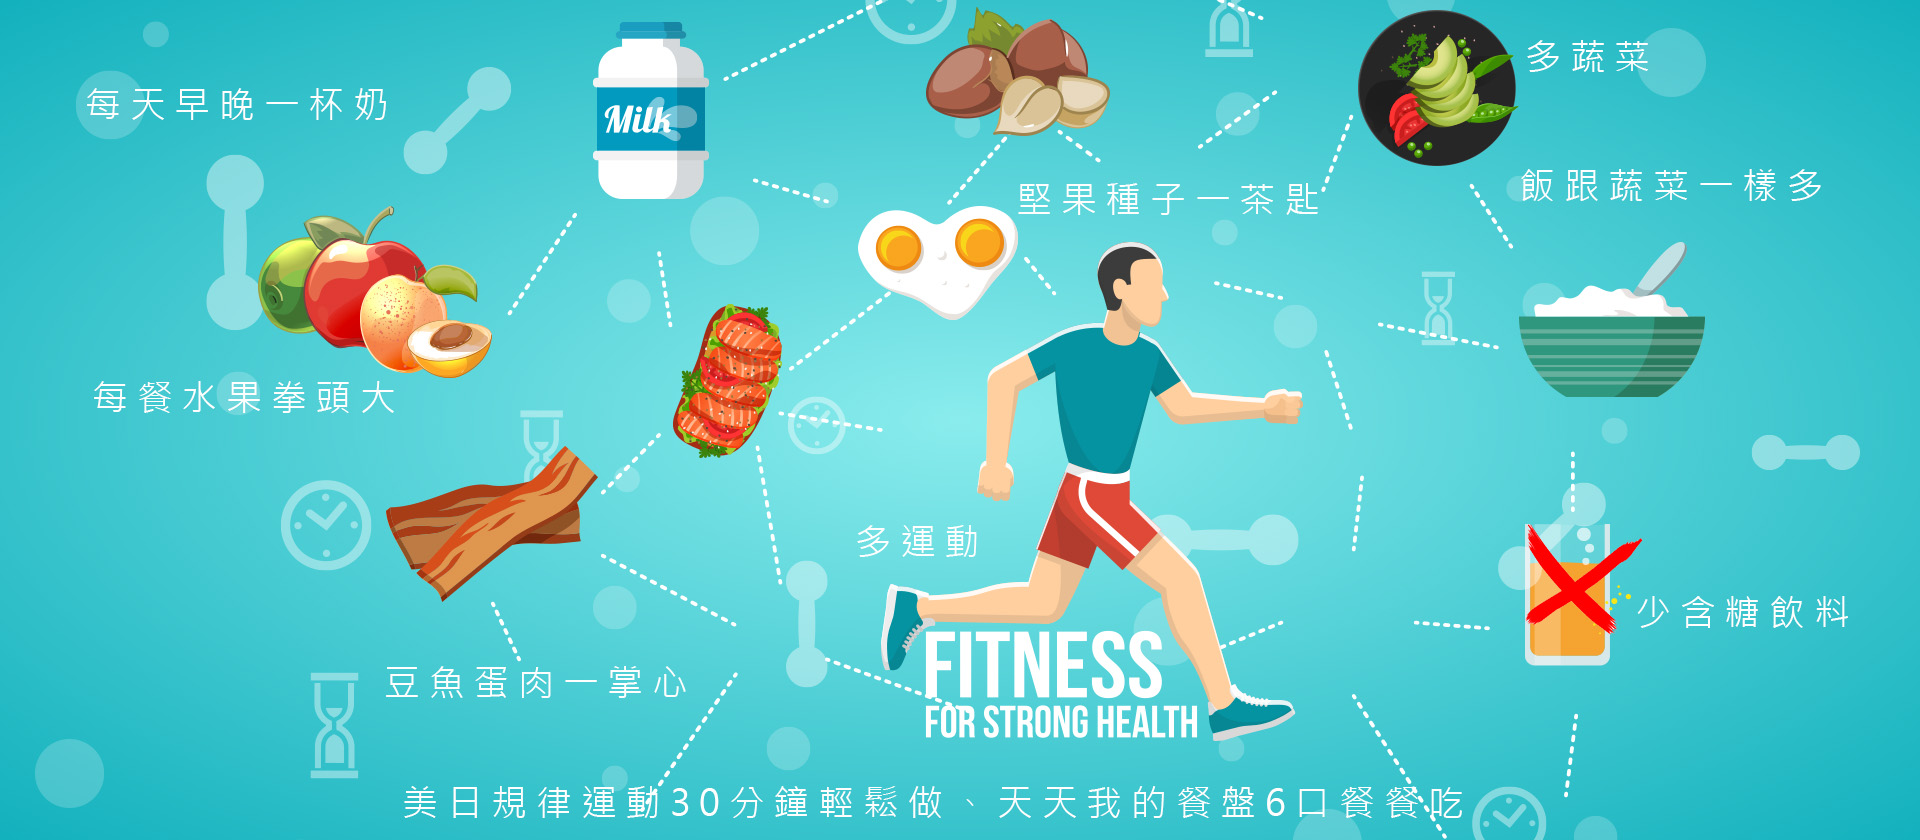 多蔬菜
每天早晚一杯奶
Milk
飯跟蔬菜一樣多
堅果種子一茶匙
每餐水果拳頭大
多運動
少含糖飲料
豆魚蛋肉一掌心
FITNESS
FOR STRONG HEALTH
美日規律運動30分鐘輕鬆做、天天我的餐盤6口餐餐吃